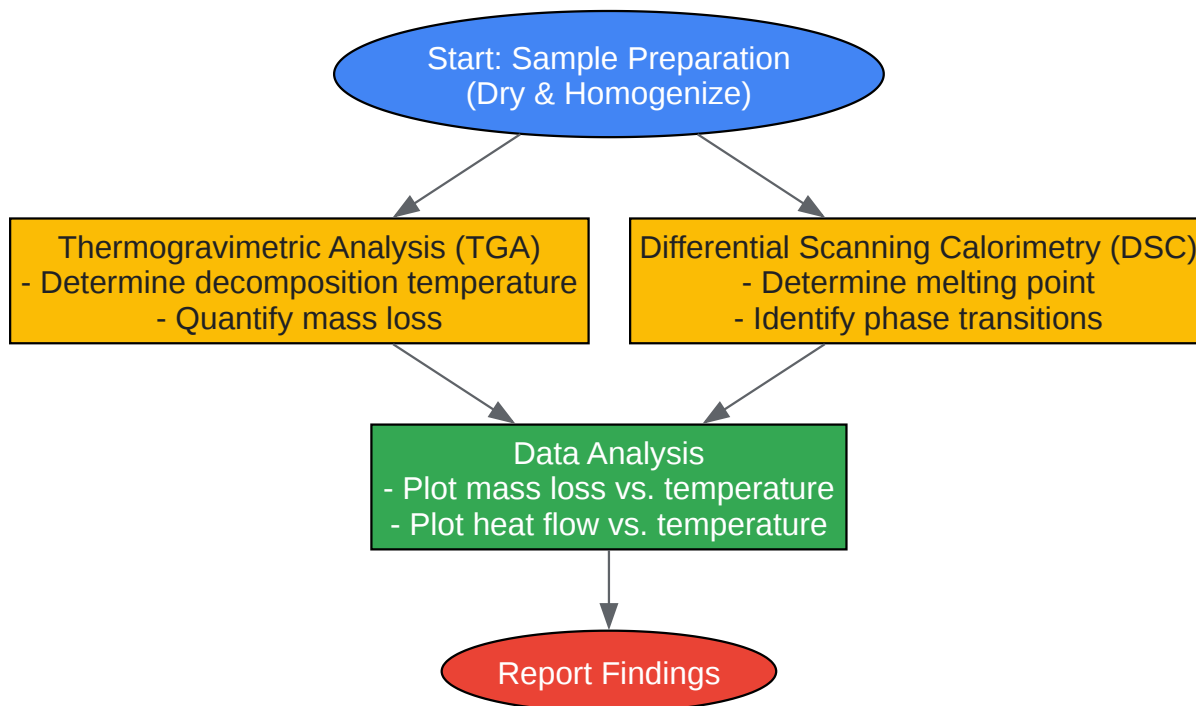 Start: Sample Preparation
(Dry & Homogenize)
Thermogravimetric Analysis (TGA)
- Determine decomposition temperature
- Quantify mass loss
Differential Scanning Calorimetry (DSC)
- Determine melting point
- Identify phase transitions
Data Analysis
- Plot mass loss vs. temperature
- Plot heat flow vs. temperature
Report Findings